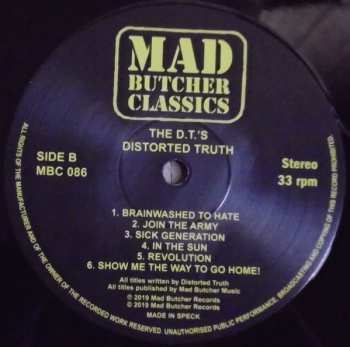 MAD
BUTCHER
CLASSICS
THE D.T.'S
DISTORTED TRUTH
SIDE B
MBC 086
Stereo
33 rpm
1. BRAINWASHED TO HATE
2. JOIN THE ARMY
3. SICK GENERATION
4. IN THE SUN
5. REVOLUTION
6. SHOW ME THE WAY TO GO HOME!
All titles written by Distorted Truth
All titles published by Mad Butcher Music
℗ 2019 Mad Butcher Records
© 2019 Mad Butcher Records
MADE IN SPECK
ALL RIGHTS OF THE MANUFACTURER AND OF THE OWNER OF THE RECORDED WORK RESERVED. UNAUTHORISED PUBLIC PERFORMANCE, BROADCASTING AND COPYING OF THIS RECORD PROHIBITED.